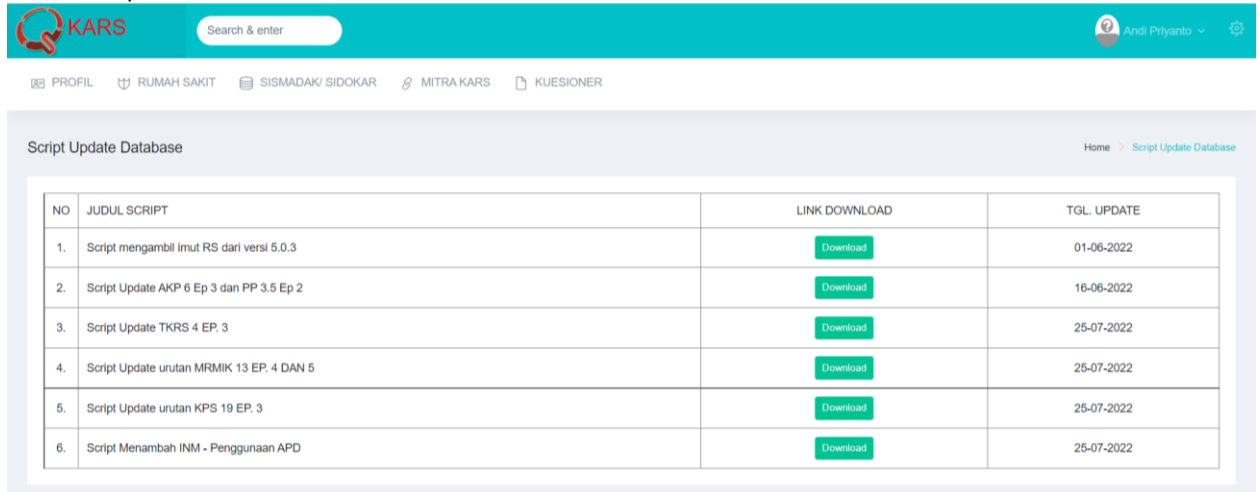 KARS
Search & enter
Andi Priyanto
PROFIL RUMAH SAKIT SISMADAK/ SIDOKAR MITRA KARS KUESIONER
Script Update Database
Home > Script Update Database
NO JUDUL SCRIPT LINK DOWNLOAD TGL. UPDATE
1. Script mengambil imut RS dari versi 5.0.3 Download 01-06-2022
2. Script Update AKP 6 Ep 3 dan PP 3.5 Ep 2 Download 16-06-2022
3. Script Update TKRS 4 EP. 3 Download 25-07-2022
4. Script Update urutan MRMIK 13 EP. 4 DAN 5 Download 25-07-2022
5. Script Update urutan KPS 19 EP. 3 Download 25-07-2022
6. Script Menambah INM - Penggunaan APD Download 25-07-2022